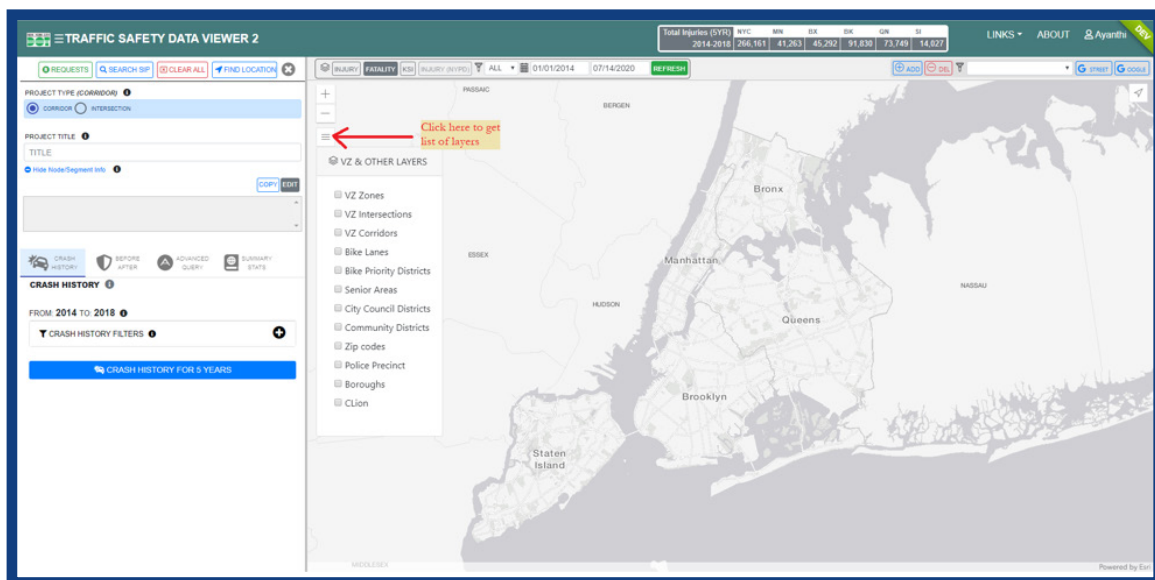 TRAFFIC SAFETY DATA VIEWER 2
Total Injuries (5YR) NYC MN BX BK QN SI
2014-2018 266,161 41,263 45,292 91,830 73,749 14,027
LINKS ABOUT Ayanthi
DEV
REQUESTS SEARCH SIP CLEAR ALL FIND LOCATION
INJURY FATALITY KSI INJURY (NYPD) ALL 01/01/2014 07/14/2020 REFRESH
ADD DEL G STREET G GOOGLE
PROJECT TYPE (CORRIDOR)
CORRIDOR INTERSECTION
PROJECT TITLE
TITLE
Hide Node/Segment Info
COPY EDIT
CRASH HISTORY
BEFORE AFTER
ADVANCED QUERY
SUMMARY STATS
CRASH HISTORY
FROM: 2014 TO: 2018
CRASH HISTORY FILTERS
CRASH HISTORY FOR 5 YEARS
Click here to get
list of layers
VZ & OTHER LAYERS
VZ Zones
VZ Intersections
VZ Corridors
Bike Lanes
Bike Priority Districts
Senior Areas
City Council Districts
Community Districts
Zip codes
Police Precinct
Boroughs
CLion
PASSAIC
BERGEN
Bronx
ESSEX
Manhattan
NASSAU
HUDSON
Queens
Brooklyn
Staten
Island
MIDDLESEX
Powered by Esri